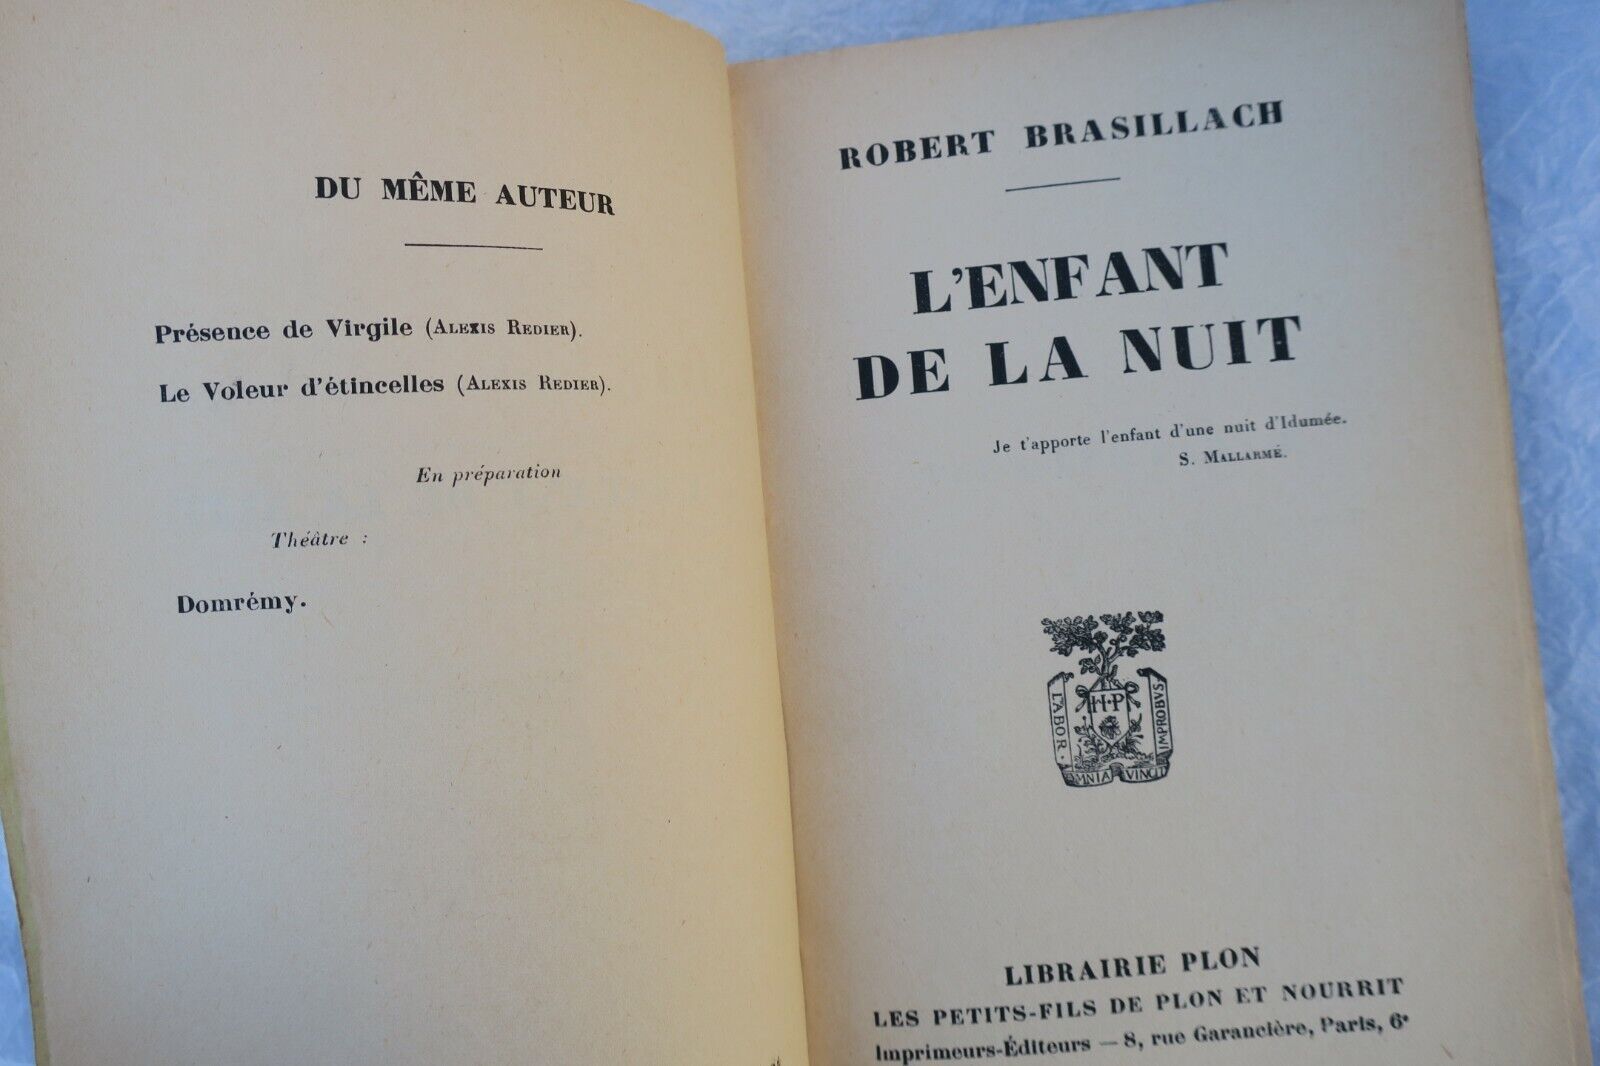 DU MÊME AUTEUR
Présence de Virgile (ALEXIS REDIER).
Le Voleur d'étincelles (ALEXIS REDIER).
En préparation
Théâtre :
Domrémy.
ROBERT BRASILLACH
L'ENFANT
DE LA NUIT
Je t'apporte l'enfant d'une nuit d'Idumée.
S. MALLARMÉ.
H·P
LABOR·
OMNIA VINCIT
IMPROBVS
LIBRAIRIE PLON
LES PETITS-FILS DE PLON ET NOURRIT
Imprimeurs-Éditeurs — 8, rue Garancière, Paris, 6e